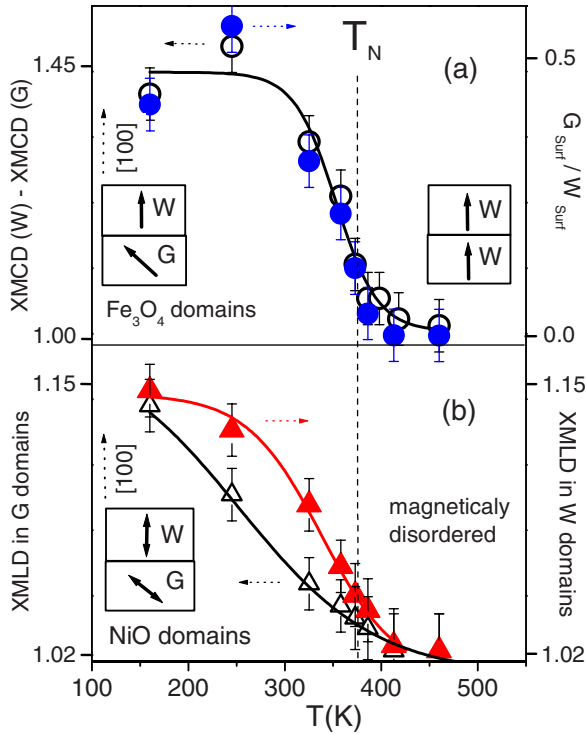 T_N
(a)
1.45
0.5
XMCD (W) - XMCD (G)
G_Surf / W_Surf
[100]
W
G
W
W
Fe3O4 domains
1.00
0.0
1.15
(b)
1.15
XMLD in G domains
XMLD in W domains
[100]
magneticaly
disordered
W
G
NiO domains
1.02
1.02
100 200 300 400 500
T(K)